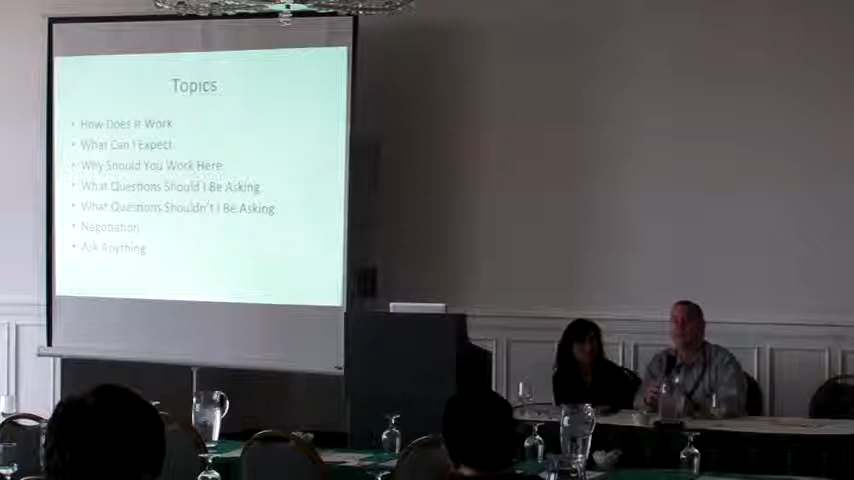 Topics
• How Does It Work
• What Can I Expect
• Why Should You Work Here
• What Questions Should I Be Asking
• What Questions Shouldn't I Be Asking
• Negotiation
• Ask Anything